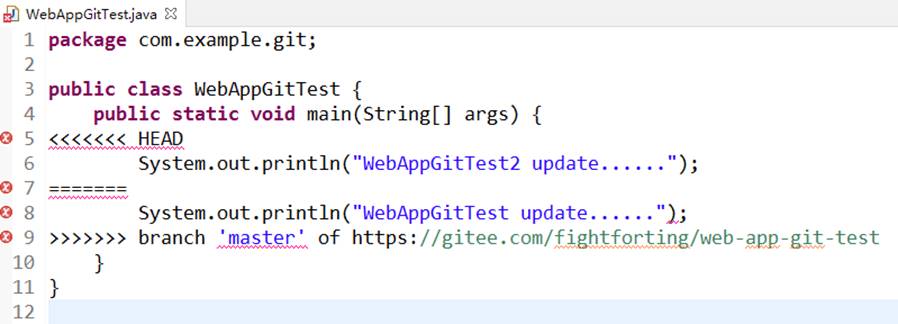 WebAppGitTest.java
1 package com.example.git;
2
3 public class WebAppGitTest {
4 public static void main(String[] args) {
5 <<<<<<< HEAD
6 System.out.println("WebAppGitTest2 update......");
7 =======
8 System.out.println("WebAppGitTest update......");
9 >>>>>>> branch 'master' of https://gitee.com/fightforting/web-app-git-test
10 }
11 }
12